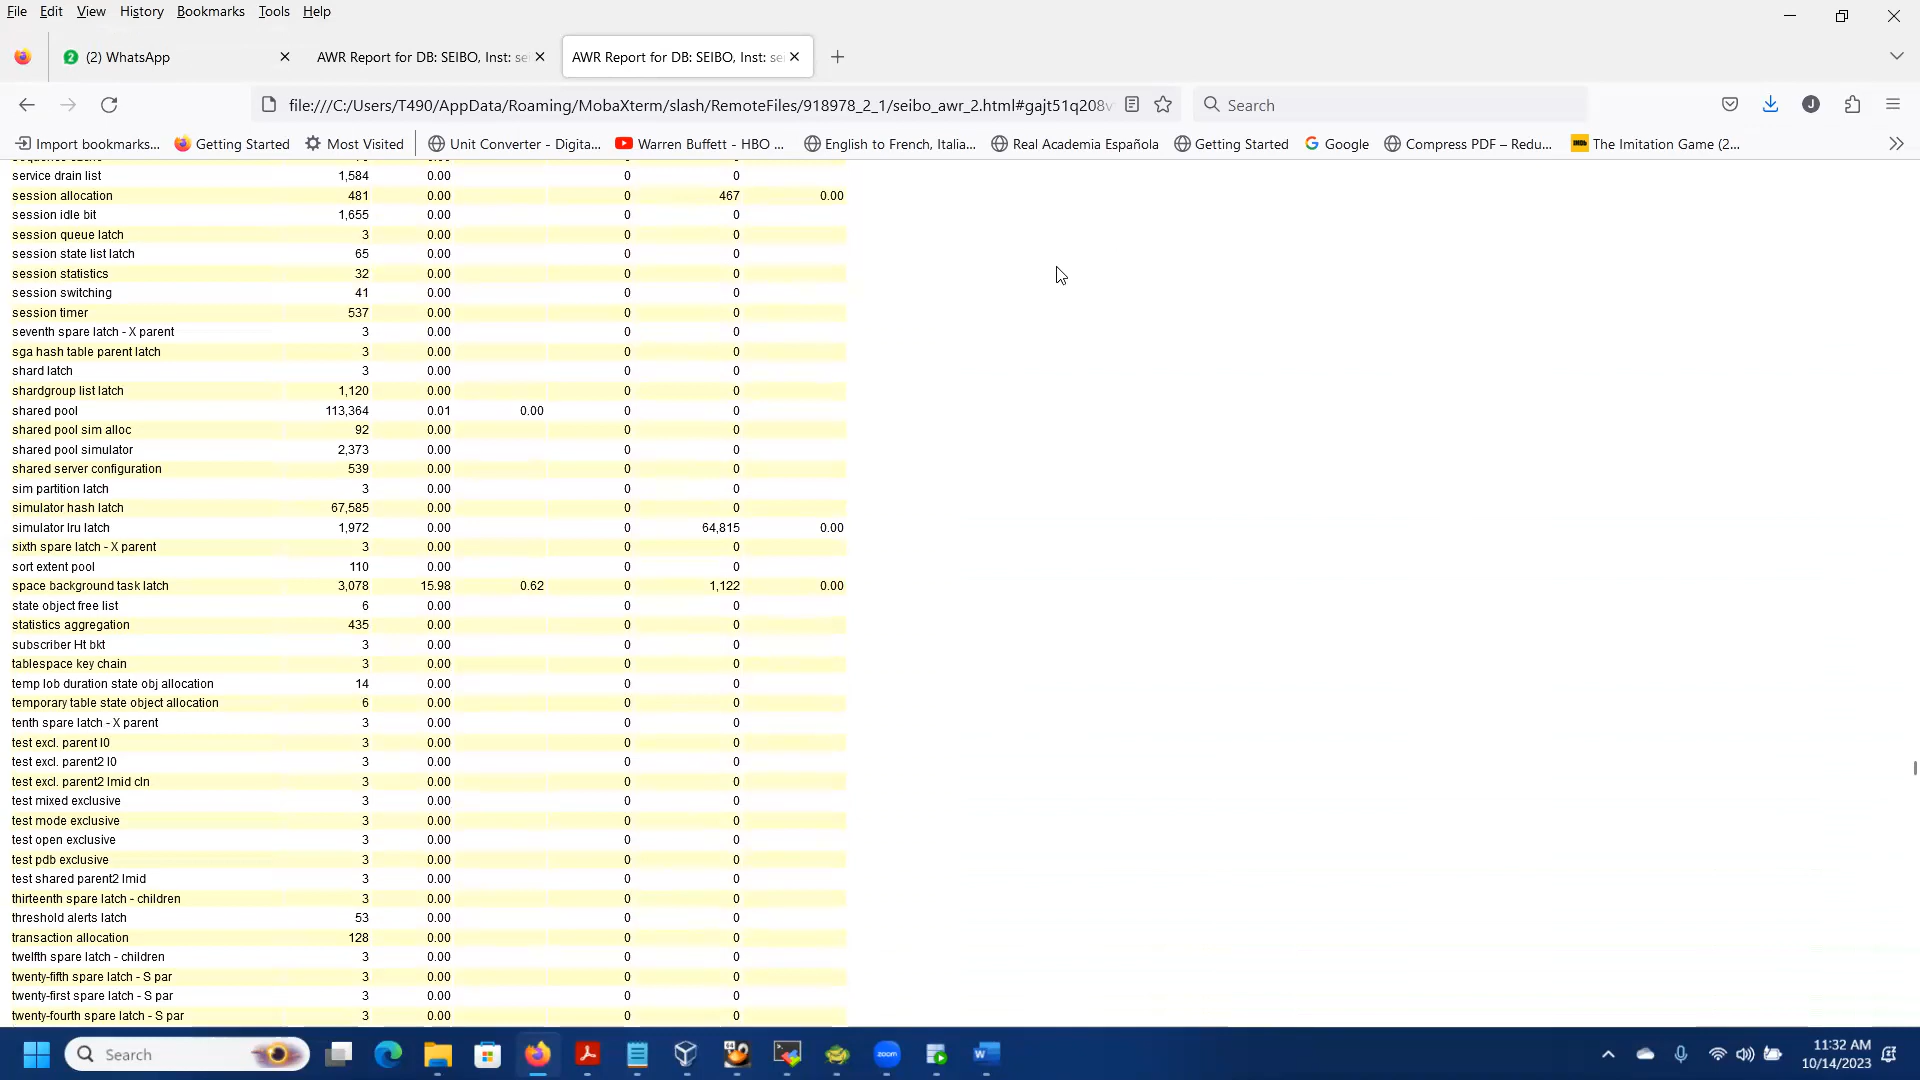 File Edit View History Bookmarks Tools Help
2 (2) WhatsApp
AWR Report for DB: SEIBO, Inst: se
AWR Report for DB: SEIBO, Inst: se
file:///C:/Users/T490/AppData/Roaming/MobaXterm/slash/RemoteFiles/918978_2_1/seibo_awr_2.html#gajt51q208v
Search
J
Import bookmarks... Getting Started Most Visited Unit Converter - Digita... Warren Buffett - HBO ... English to French, Italia... Real Academia Española Getting Started Google Compress PDF – Redu... The Imitation Game (2...
service drain list 1,584 0.00 0 0
session allocation 481 0.00 0 467 0.00
session idle bit 1,655 0.00 0 0
session queue latch 3 0.00 0 0
session state list latch 65 0.00 0 0
session statistics 32 0.00 0 0
session switching 41 0.00 0 0
session timer 537 0.00 0 0
seventh spare latch - X parent 3 0.00 0 0
sga hash table parent latch 3 0.00 0 0
shard latch 3 0.00 0 0
shardgroup list latch 1,120 0.00 0 0
shared pool 113,364 0.01 0.00 0 0
shared pool sim alloc 92 0.00 0 0
shared pool simulator 2,373 0.00 0 0
shared server configuration 539 0.00 0 0
sim partition latch 3 0.00 0 0
simulator hash latch 67,585 0.00 0 0
simulator lru latch 1,972 0.00 0 64,815 0.00
sixth spare latch - X parent 3 0.00 0 0
sort extent pool 110 0.00 0 0
space background task latch 3,078 15.98 0.62 0 1,122 0.00
state object free list 6 0.00 0 0
statistics aggregation 435 0.00 0 0
subscriber Ht bkt 3 0.00 0 0
tablespace key chain 3 0.00 0 0
temp lob duration state obj allocation 14 0.00 0 0
temporary table state object allocation 6 0.00 0 0
tenth spare latch - X parent 3 0.00 0 0
test excl. parent l0 3 0.00 0 0
test excl. parent2 l0 3 0.00 0 0
test excl. parent2 lmid cln 3 0.00 0 0
test mixed exclusive 3 0.00 0 0
test mode exclusive 3 0.00 0 0
test open exclusive 3 0.00 0 0
test pdb exclusive 3 0.00 0 0
test shared parent2 lmid 3 0.00 0 0
thirteenth spare latch - children 3 0.00 0 0
threshold alerts latch 53 0.00 0 0
transaction allocation 128 0.00 0 0
twelfth spare latch - children 3 0.00 0 0
twenty-fifth spare latch - S par 3 0.00 0 0
twenty-first spare latch - S par 3 0.00 0 0
twenty-fourth spare latch - S par 3 0.00 0 0
Search
zoom
11:32 AM
10/14/2023